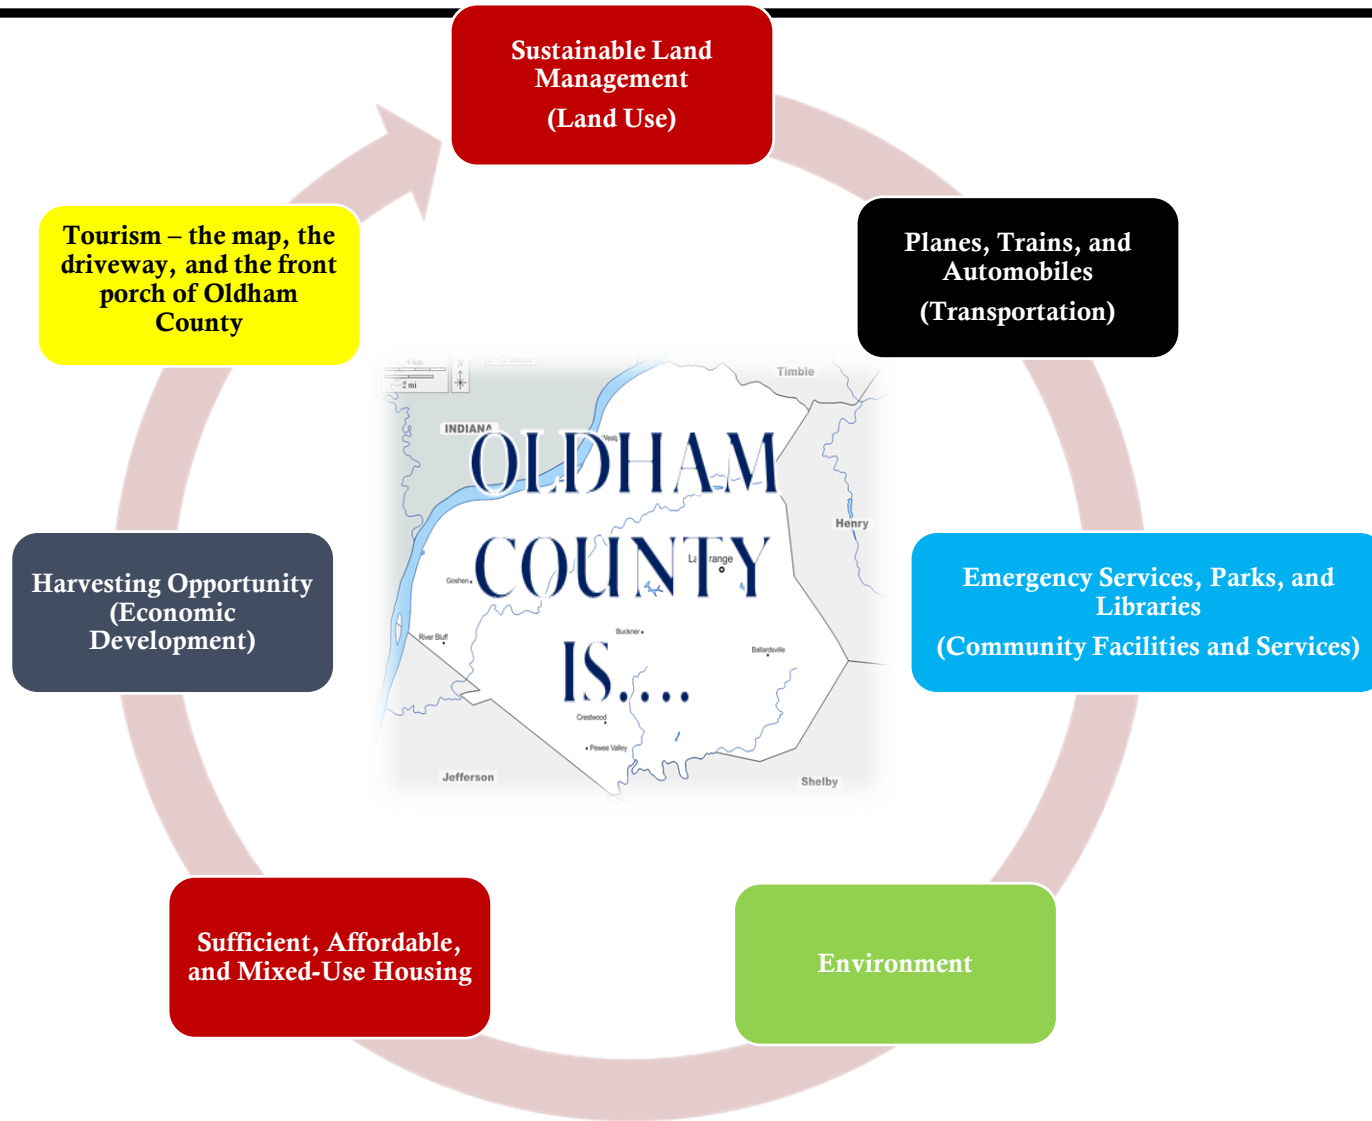 Sustainable Land
Management
(Land Use)
Planes, Trains, and
Automobiles
(Transportation)
Emergency Services, Parks, and
Libraries
(Community Facilities and Services)
Environment
Sufficient, Affordable,
and Mixed-Use Housing
Harvesting Opportunity
(Economic
Development)
Tourism – the map, the
driveway, and the front
porch of Oldham
County
4 km
2 mi
N
Timble
INDIANA
OLDHAM
Henry
COUNTY
Goshen
River Bluff
Buckner
Ballardsville
IS....
Crestwood
Pewee Valley
Jefferson
Shelby